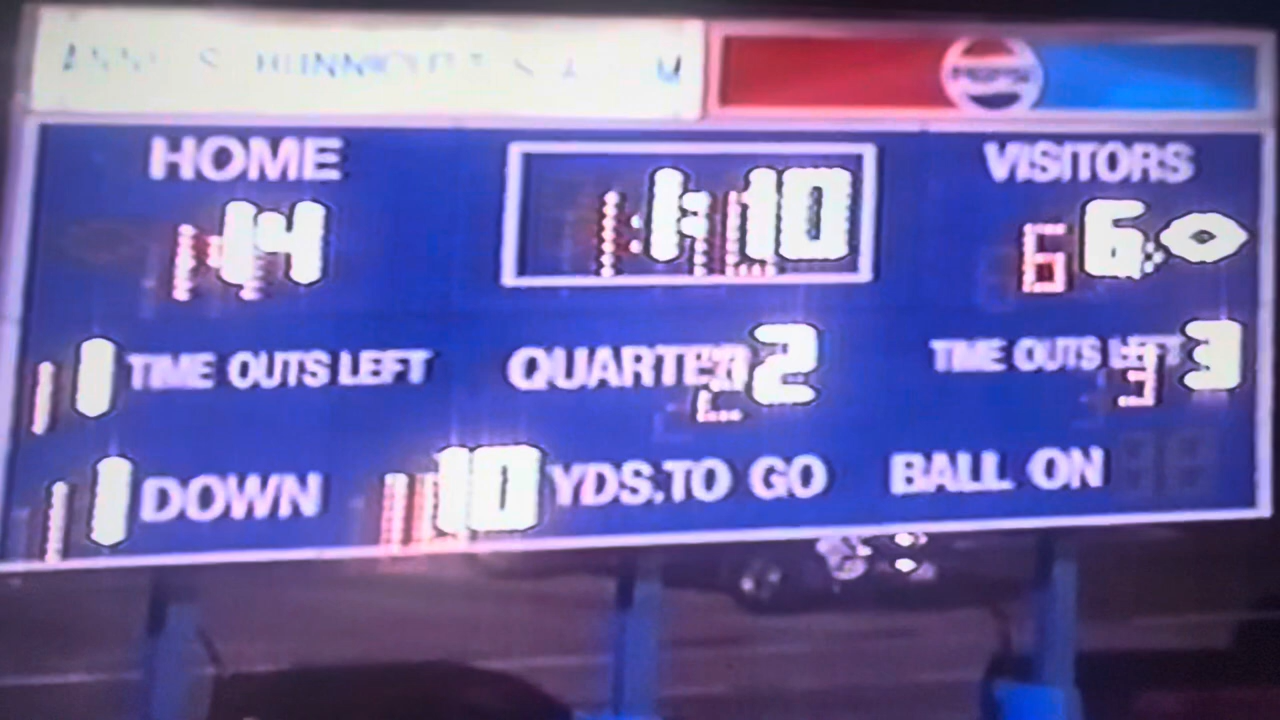 PEPSI
HOME 1:10 VISITORS
14 6
1 TIME OUTS LEFT QUARTER 2 TIME OUTS LEFT 3
1 DOWN 10 YDS.TO GO BALL ON